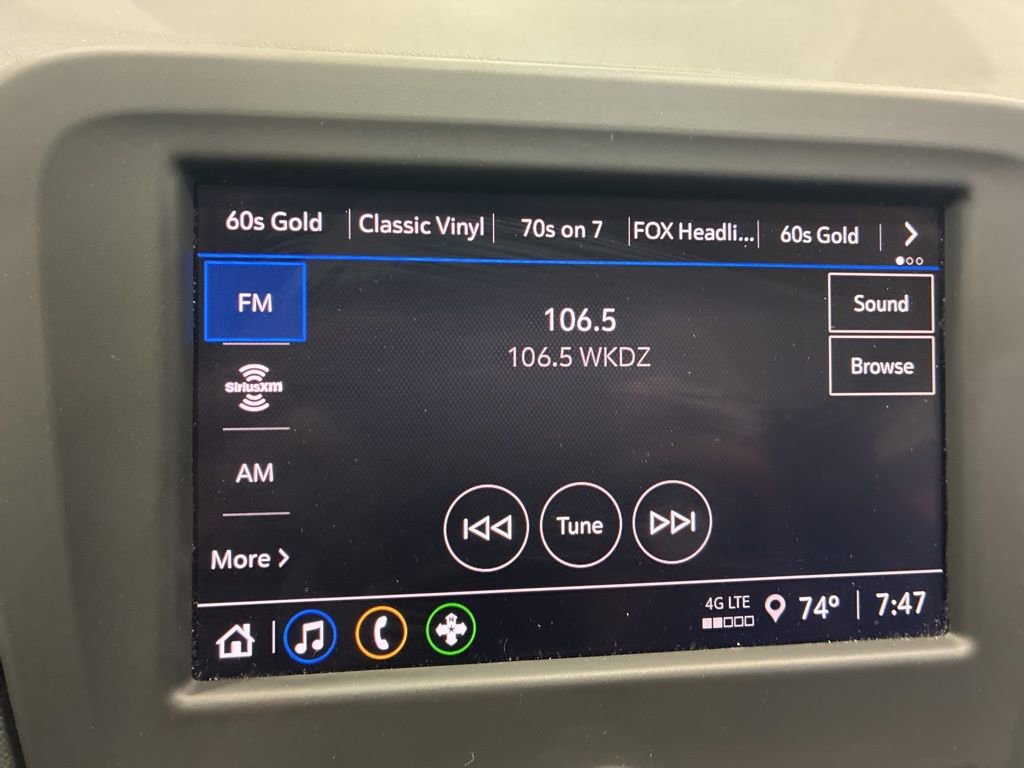 60s Gold | Classic Vinyl | 70s on 7 | FOX Headli... | 60s Gold
FM
106.5
106.5 WKDZ
Sound
Browse
SiriusXM
AM
Tune
More
4G LTE
74° 7:47